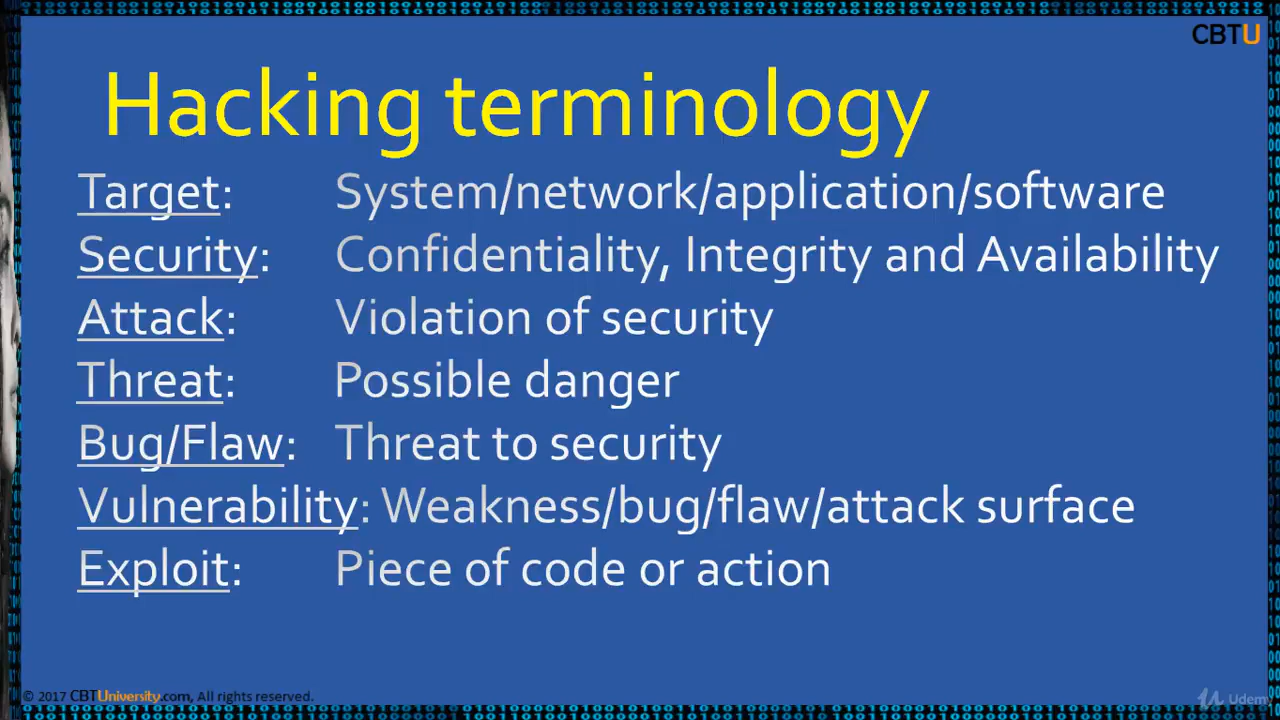 CBTU
Hacking terminology
Target: System/network/application/software
Security: Confidentiality, Integrity and Availability
Attack: Violation of security
Threat: Possible danger
Bug/Flaw: Threat to security
Vulnerability: Weakness/bug/flaw/attack surface
Exploit: Piece of code or action
© 2017 CBTUniversity.com, All rights reserved.
Udemy